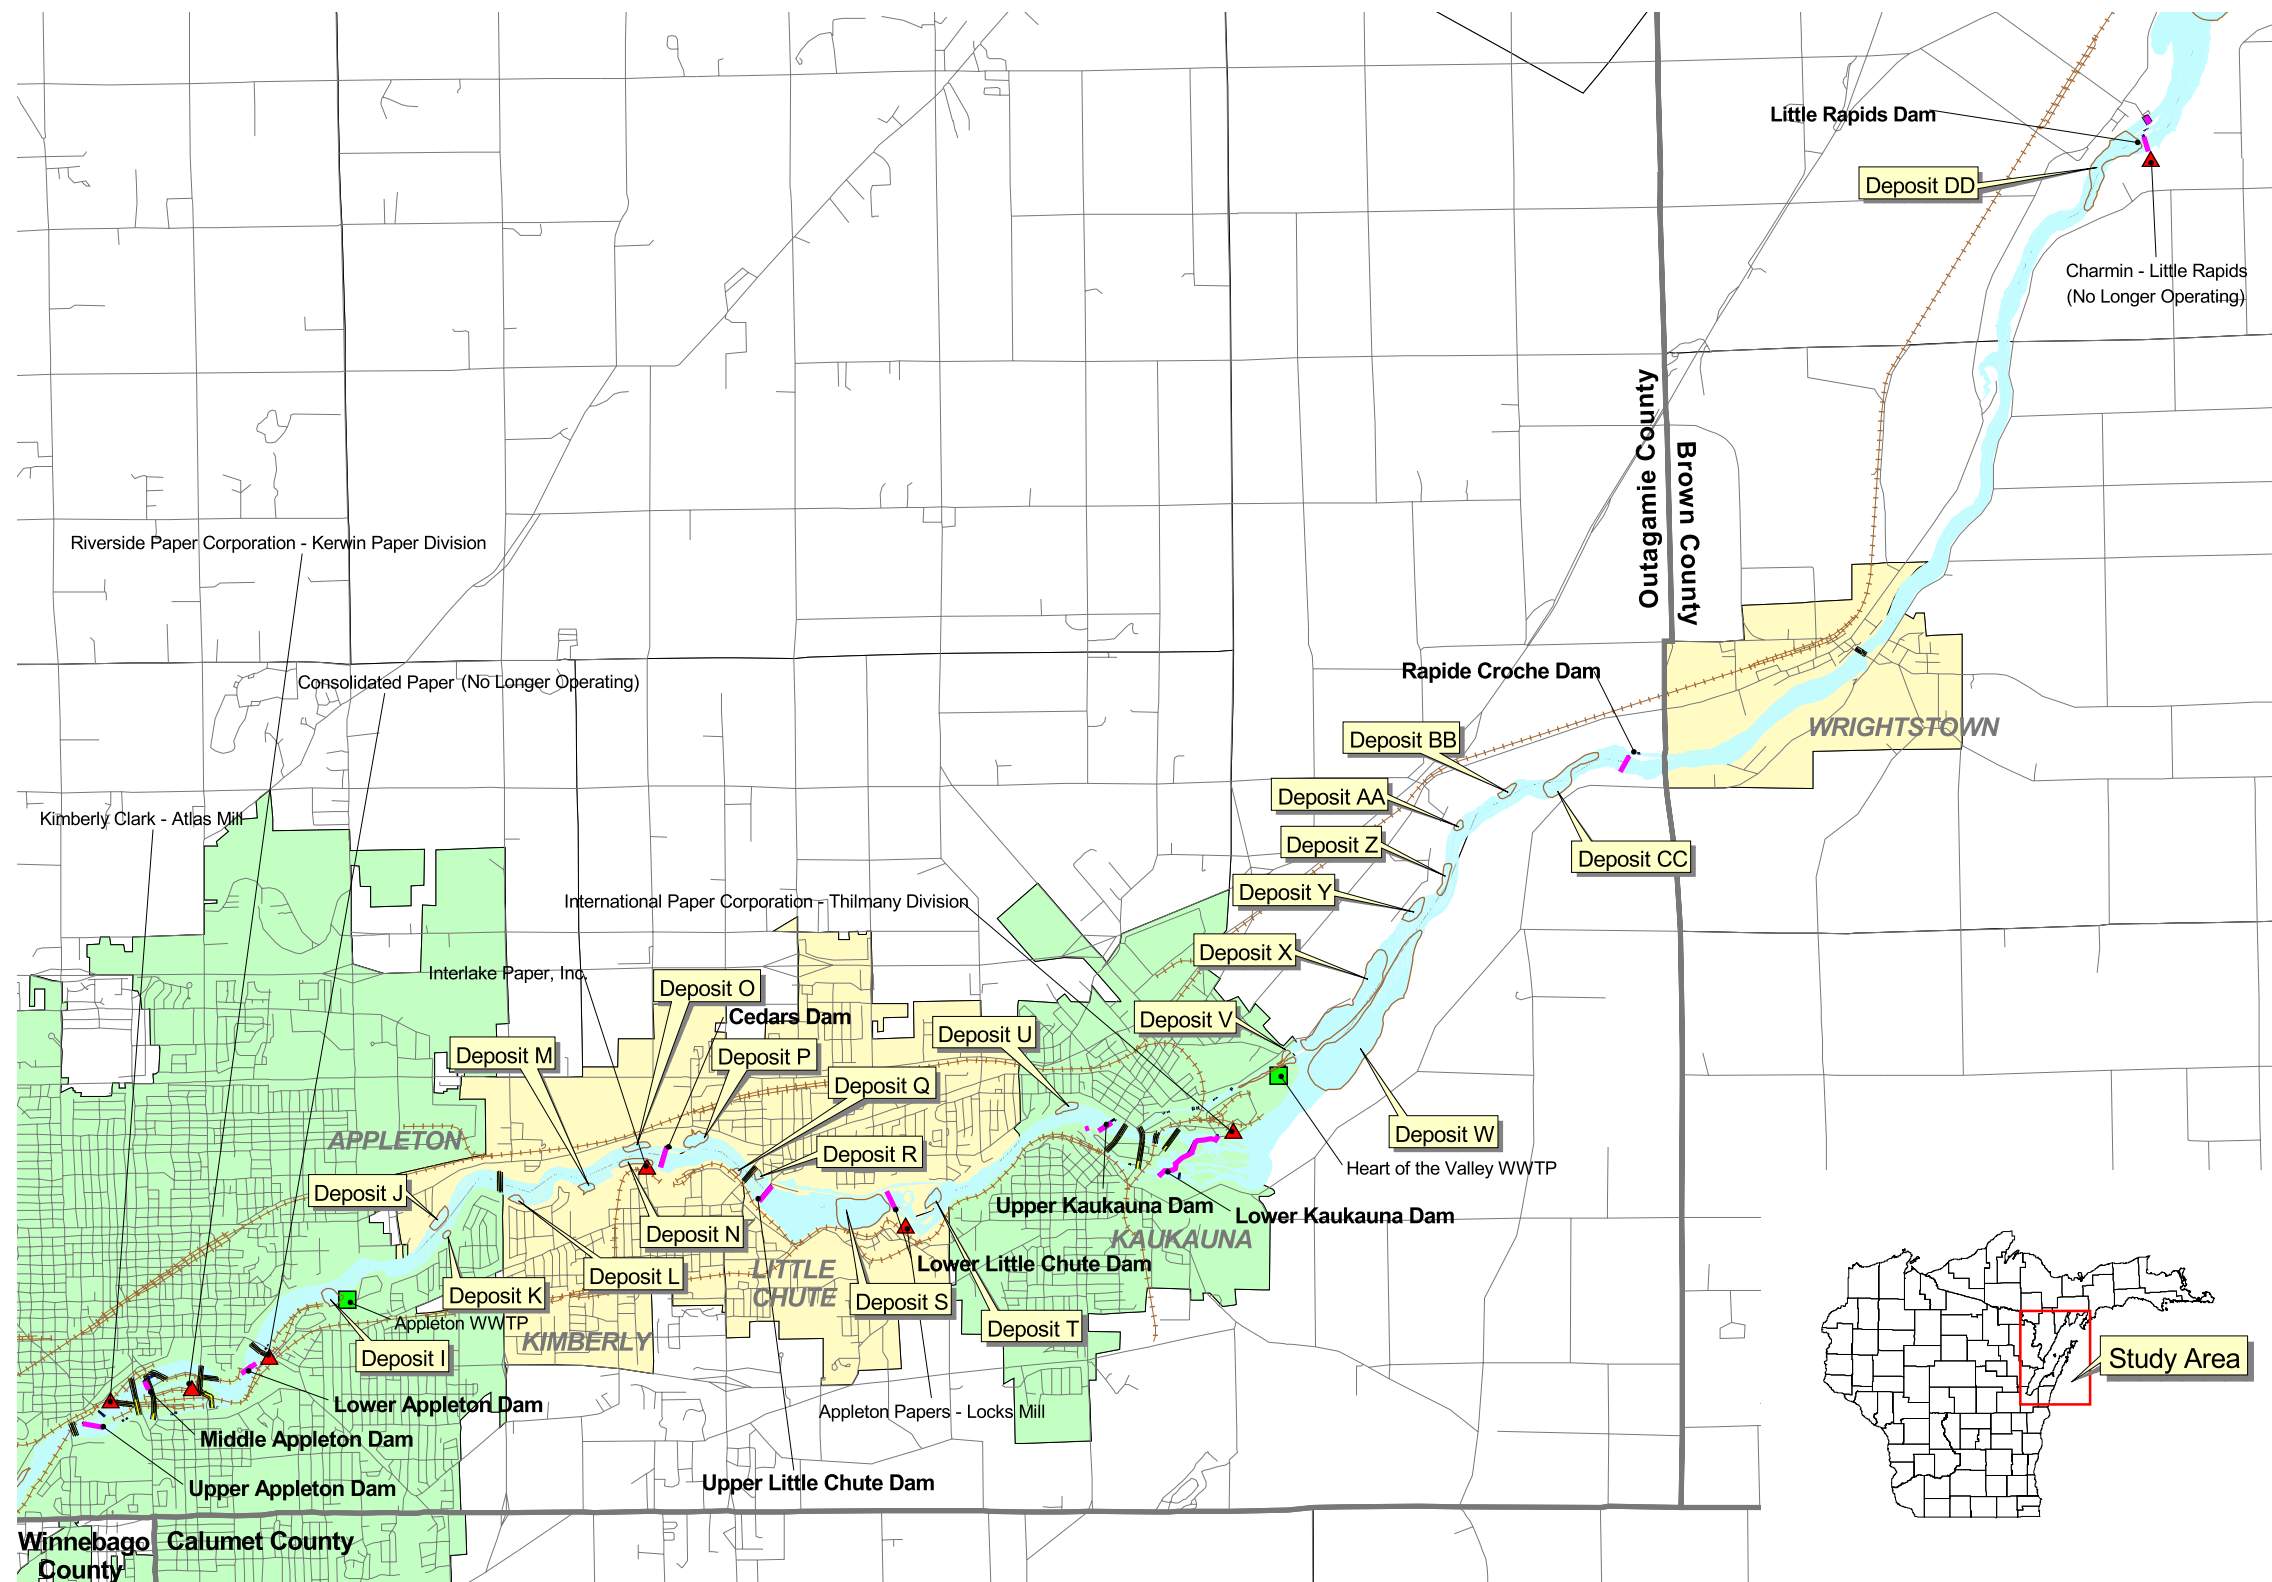 Little Rapids Dam
Deposit DD
Charmin - Little Rapids
(No Longer Operating)
Outagamie County
Brown County
Riverside Paper Corporation - Kerwin Paper Division
Consolidated Paper (No Longer Operating)
Rapide Croche Dam
WRIGHTSTOWN
Deposit BB
Deposit AA
Kimberly Clark - Atlas Mill
Deposit Z
Deposit CC
Deposit Y
International Paper Corporation - Thilmany Division
Deposit X
Interlake Paper, Inc.
Deposit O
Cedars Dam
Deposit V
Deposit U
Deposit M
Deposit P
Deposit Q
Deposit W
APPLETON
Deposit R
Heart of the Valley WWTP
Deposit J
Upper Kaukauna Dam
Lower Kaukauna Dam
Deposit N
KAUKAUNA
Lower Little Chute Dam
LITTLE
CHUTE
Deposit L
Deposit K
Deposit S
Appleton WWTP
Deposit T
KIMBERLY
Deposit I
Study Area
Lower Appleton Dam
Appleton Papers - Locks Mill
Middle Appleton Dam
Upper Little Chute Dam
Upper Appleton Dam
Winnebago
County
Calumet County